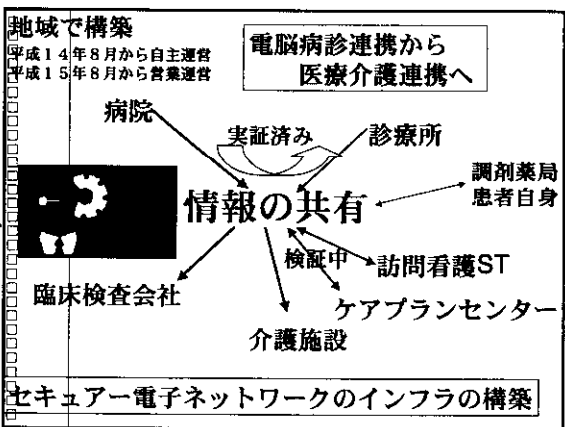 地域で構築
平成14年8月から自主運営
平成15年8月から営業運営
電脳病診連携から
医療介護連携へ
病院
実証済み
診療所
調剤薬局
患者自身
情報の共有
検証中
訪問看護ST
臨床検査会社
ケアプランセンター
介護施設
セキュアー電子ネットワークのインフラの構築